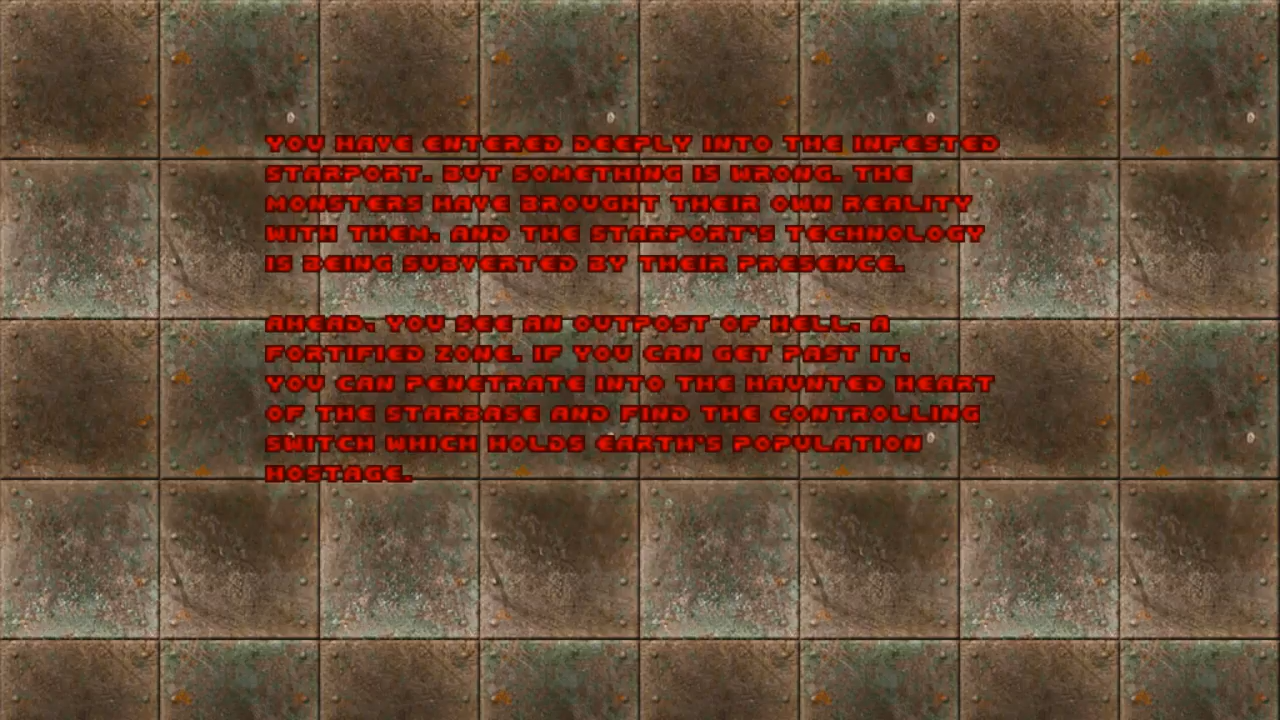 YOU HAVE ENTERED DEEPLY INTO THE INFESTED
STARPORT. BUT SOMETHING IS WRONG. THE
MONSTERS HAVE BROUGHT THEIR OWN REALITY
WITH THEM, AND THE STARPORT'S TECHNOLOGY
IS BEING SUBVERTED BY THEIR PRESENCE.
AHEAD, YOU SEE AN OUTPOST OF HELL, A
FORTIFIED ZONE. IF YOU CAN GET PAST IT,
YOU CAN PENETRATE INTO THE HAUNTED HEART
OF THE STARBASE AND FIND THE CONTROLLING
SWITCH WHICH HOLDS EARTH'S POPULATION
HOSTAGE.